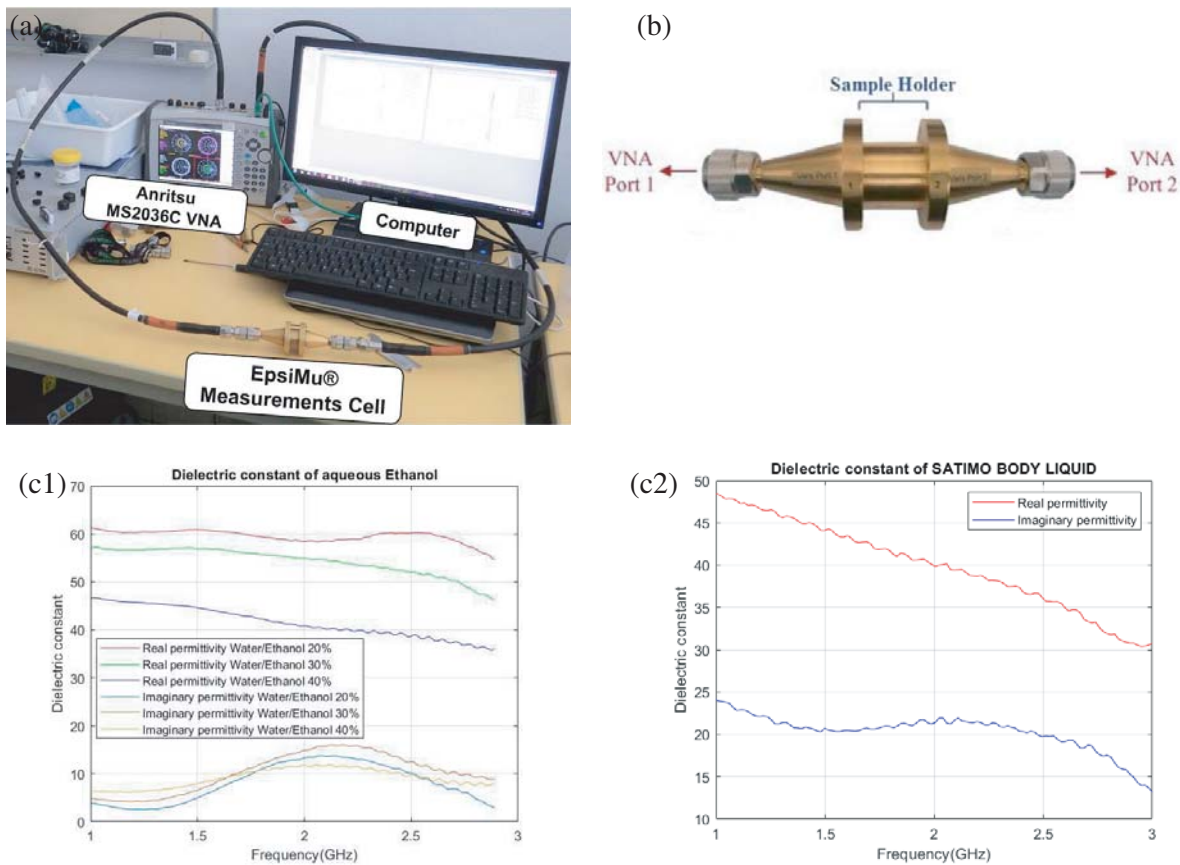 (a)
Anritsu
MS2036C VNA
Computer
EpsiMu®
Measurements Cell
(b)
Sample Holder
VNA
Port 1
VNA
Port 2
1
2
(c1)
Dielectric constant of aqueous Ethanol
70
60
50
40
30
20
10
0
Dielectric constant
Real permittivity Water/Ethanol 20%
Real permittivity Water/Ethanol 30%
Real permittivity Water/Ethanol 40%
Imaginary permittivity Water/Ethanol 20%
Imaginary permittivity Water/Ethanol 30%
Imaginary permittivity Water/Ethanol 40%
1
1.5
2
2.5
3
Frequency(GHz)
(c2)
Dielectric constant of SATIMO BODY LIQUID
50
45
40
35
30
25
20
15
10
Dielectric constant
Real permittivity
Imaginary permittivity
1
1.5
2
2.5
3
Frequency(GHz)